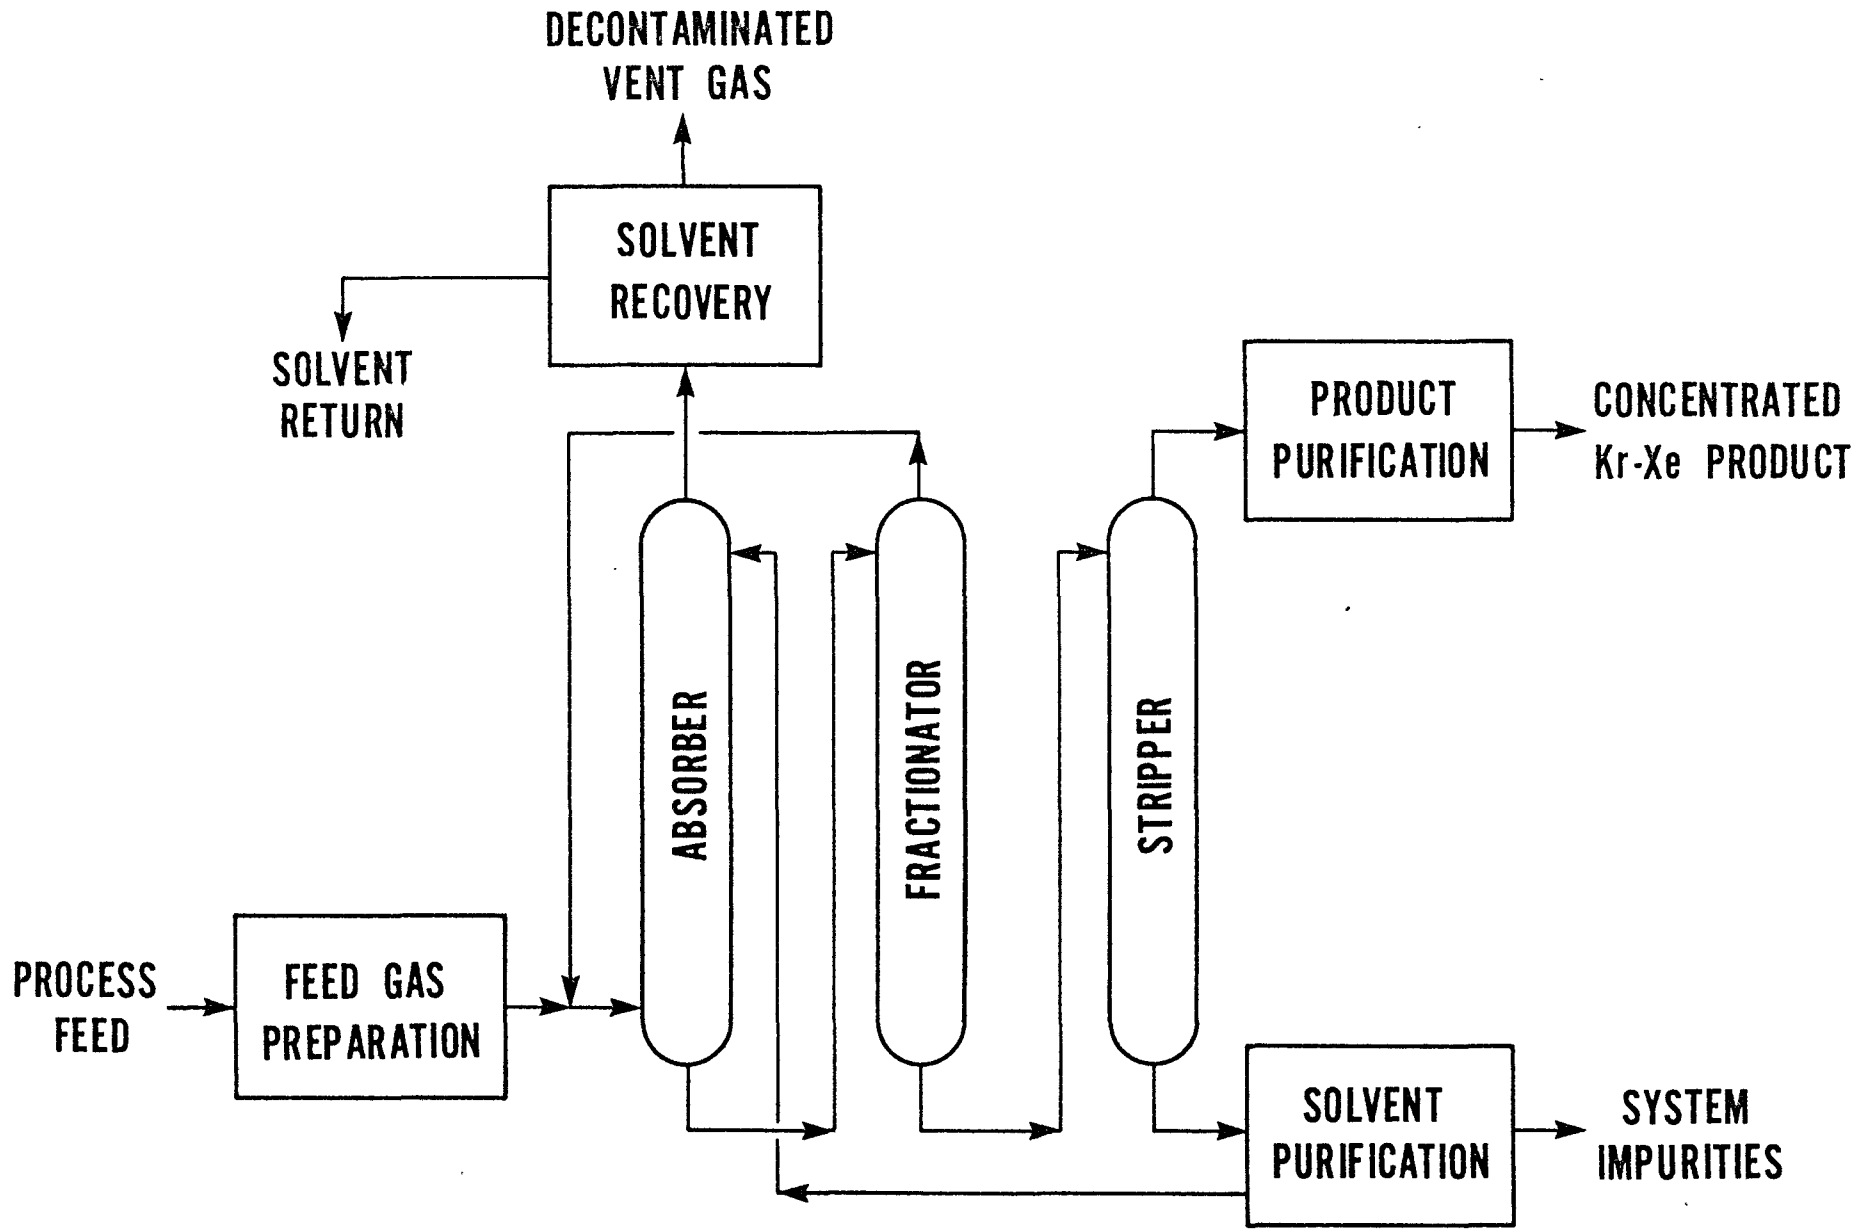 DECONTAMINATED
VENT GAS
SOLVENT
RECOVERY
SOLVENT
RETURN
PRODUCT
PURIFICATION
CONCENTRATED
Kr-Xe PRODUCT
ABSORBER
FRACTIONATOR
STRIPPER
PROCESS
FEED
FEED GAS
PREPARATION
SOLVENT
PURIFICATION
SYSTEM
IMPURITIES